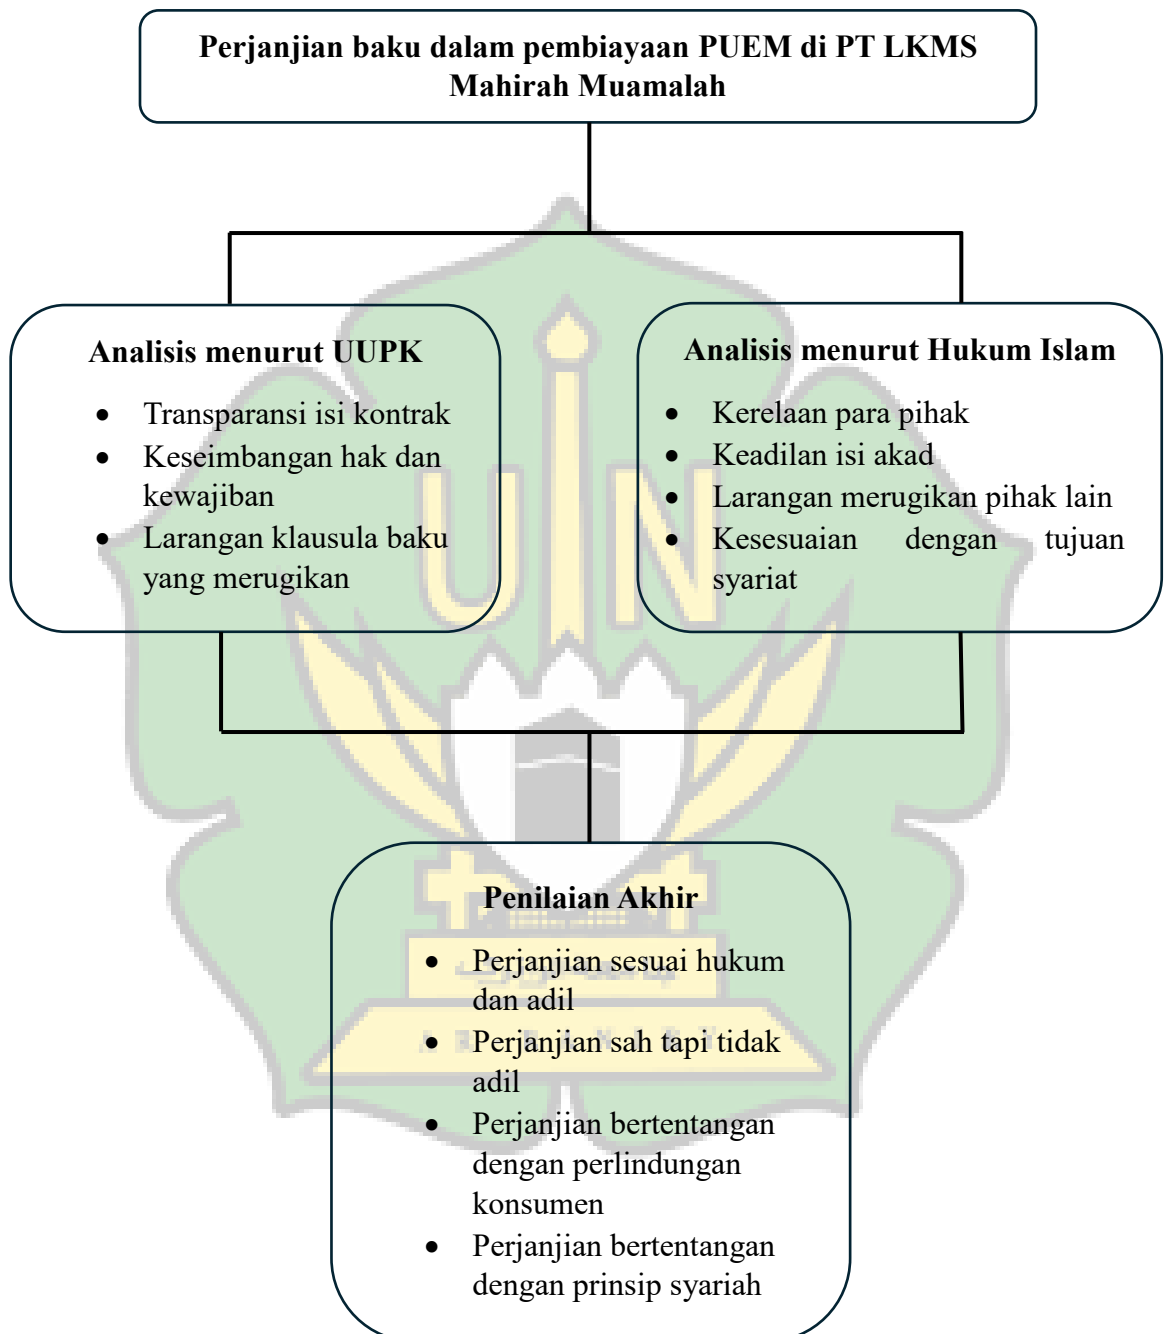 Perjanjian baku dalam pembiayaan PUEM di PT LKMS
Mahirah Muamalah
Analisis menurut UUPK
• Transparansi isi kontrak
• Keseimbangan hak dan
kewajiban
• Larangan klausula baku
yang merugikan
Analisis menurut Hukum Islam
• Kerelaan para pihak
• Keadilan isi akad
• Larangan merugikan pihak lain
• Kesesuaian dengan tujuan
syariat
UIN
Penilaian Akhir
• Perjanjian sesuai hukum
dan adil
• Perjanjian sah tapi tidak
adil
• Perjanjian bertentangan
dengan perlindungan
konsumen
• Perjanjian bertentangan
dengan prinsip syariah